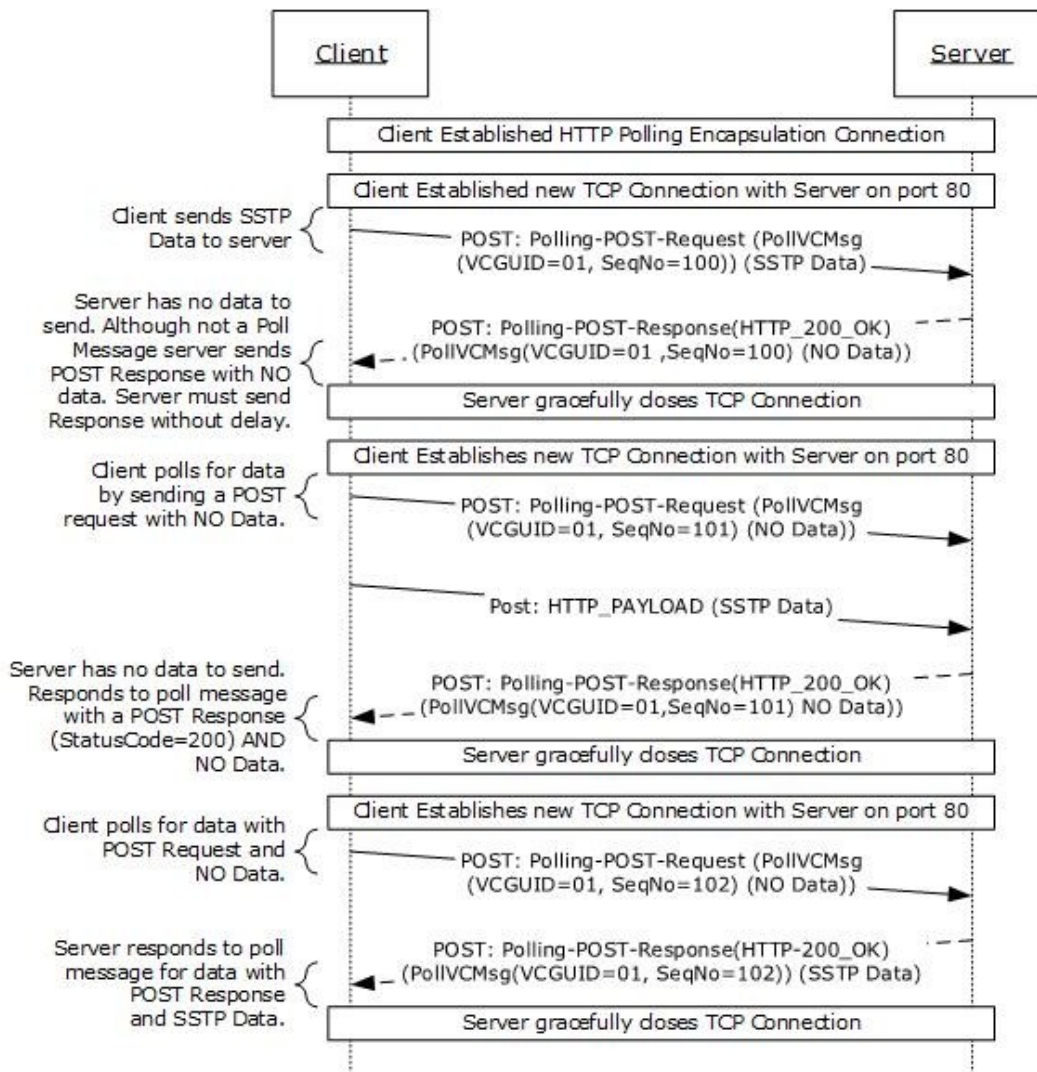 Client
Server
Client Established HTTP Polling Encapsulation Connection
Client Established new TCP Connection with Server on port 80
Client sends SSTP
Data to server
POST: Polling-POST-Request (PollVCMsg
(VCGUID=01, SeqNo=100)) (SSTP Data)
Server has no data to
send. Although not a Poll
Message server sends
POST Response with NO
data. Server must send
Response without delay.
POST: Polling-POST-Response(HTTP_200_OK)
(PollVCMsg(VCGUID=01 ,SeqNo=100) (NO Data))
Server gracefully closes TCP Connection
Client Establishes new TCP Connection with Server on port 80
Client polls for data
by sending a POST
request with NO Data.
POST: Polling-POST-Request (PollVCMsg
(VCGUID=01, SeqNo=101) (NO Data))
Post: HTTP_PAYLOAD (SSTP Data)
Server has no data to send.
Responds to poll message
with a POST Response
(StatusCode=200) AND
NO Data.
POST: Polling-POST-Response(HTTP_200_OK)
(PollVCMsg(VCGUID=01,SeqNo=101) NO Data))
Server gracefully closes TCP Connection
Client Establishes new TCP Connection with Server on port 80
Client polls for data with
POST Request and
NO Data.
POST: Polling-POST-Request (PollVCMsg
(VCGUID=01, SeqNo=102) (NO Data))
Server responds to poll
message for data with
POST Response
and SSTP Data.
POST: Polling-POST-Response(HTTP-200_OK)
(PollVCMsg(VCGUID=01, SeqNo=102)) (SSTP Data)
Server gracefully closes TCP Connection